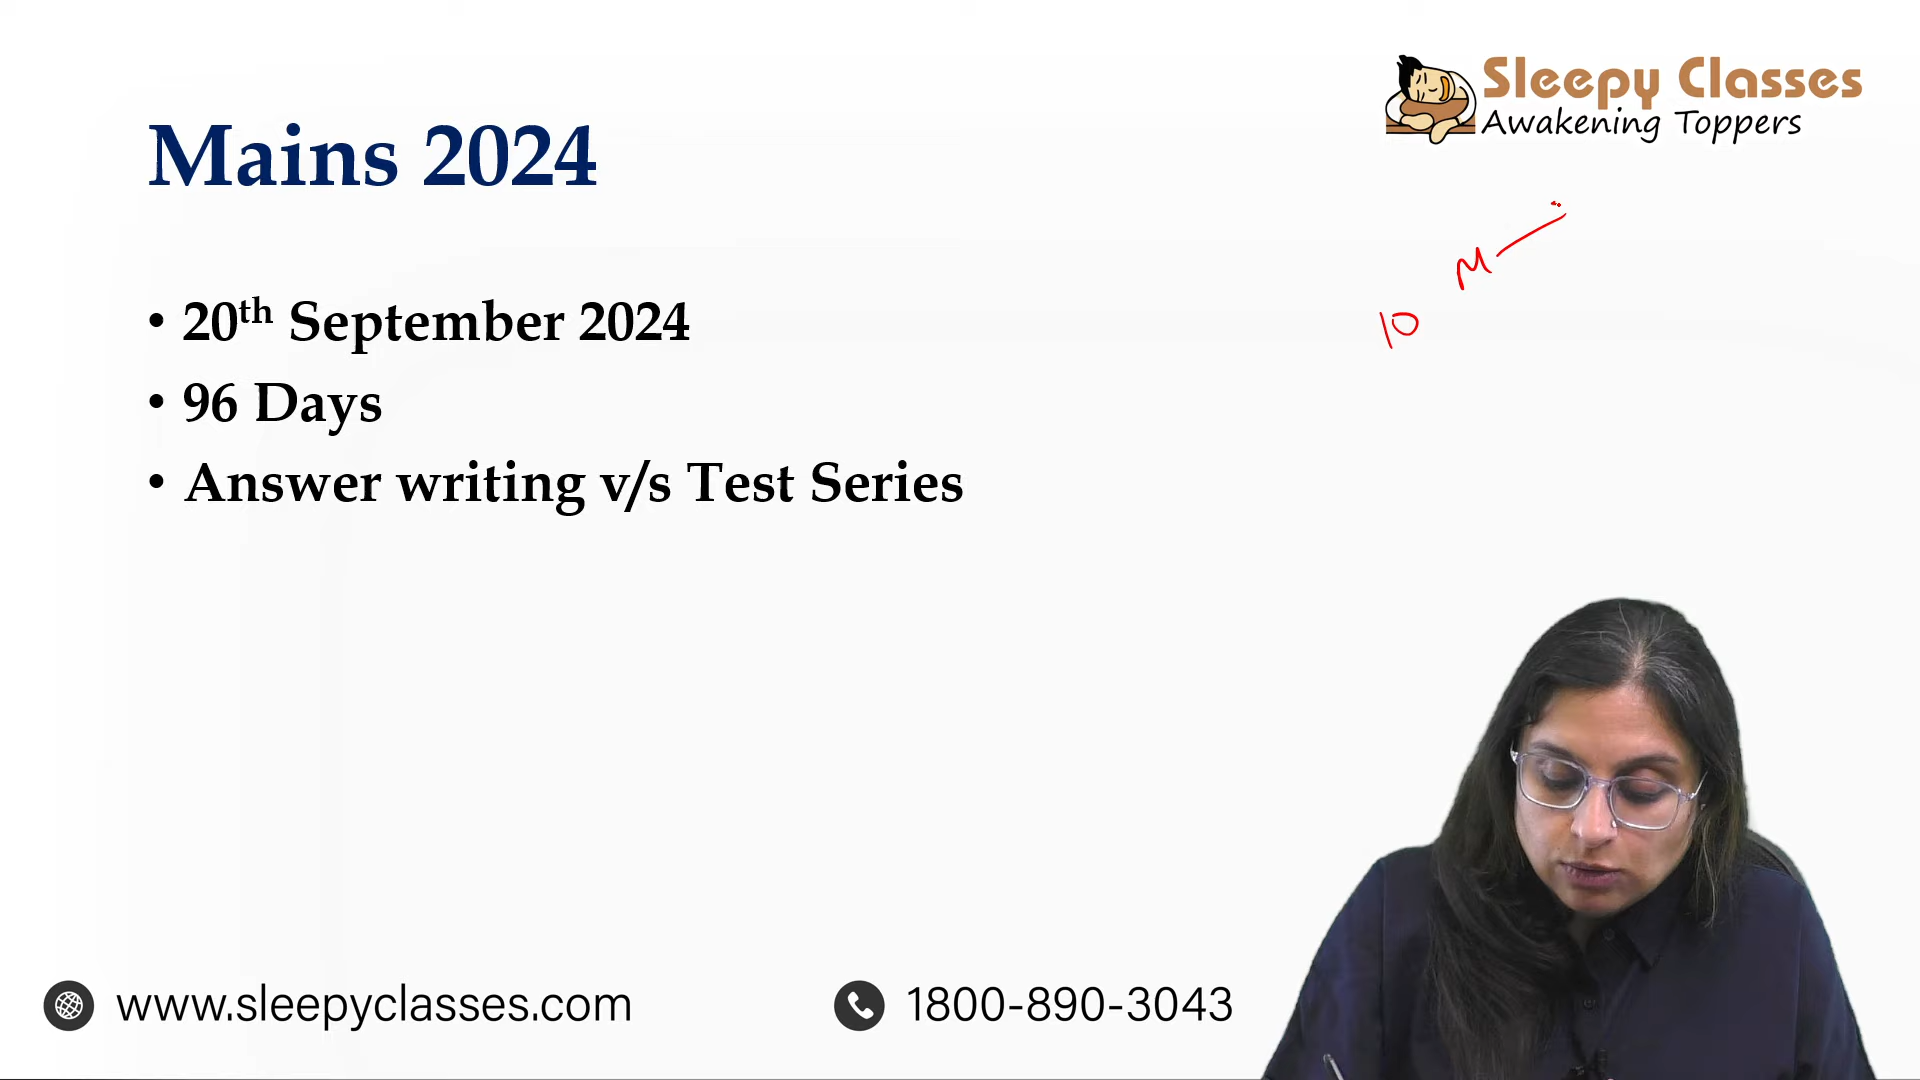 Sleepy Classes
Awakening Toppers
Mains 2024
M
10
• 20th September 2024
• 96 Days
• Answer writing v/s Test Series
www.sleepyclasses.com
1800-890-3043